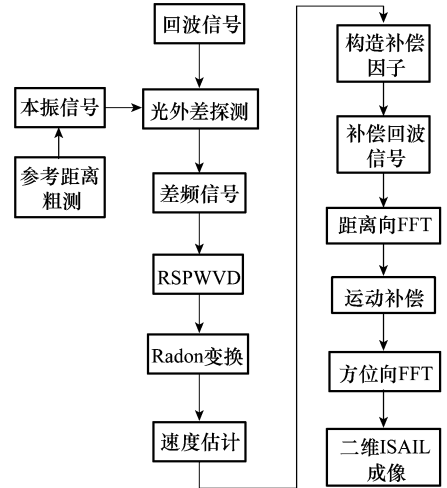 回波信号
本振信号
光外差探测
参考距离
粗测
差频信号
RSPWVD
Radon变换
速度估计
构造补偿
因子
补偿回波
信号
距离向FFT
运动补偿
方位向FFT
二维ISAIL
成像